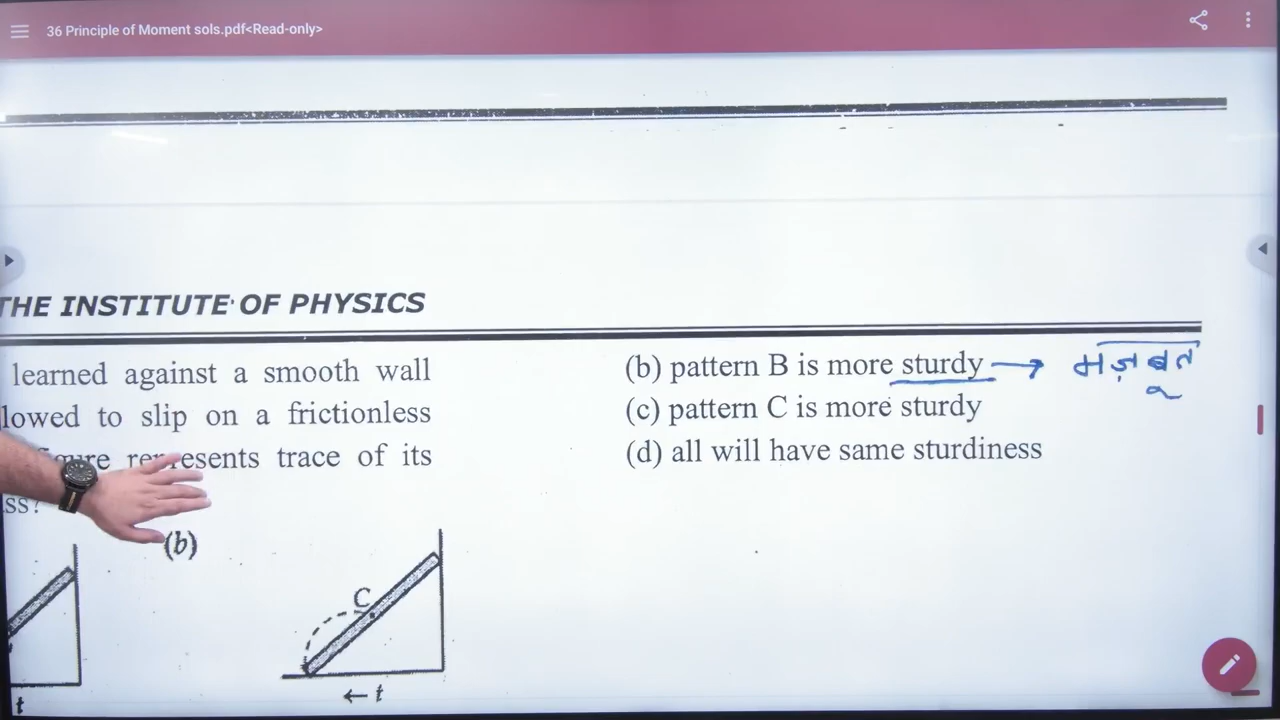 36 Principle of Moment sols.pdf<Read-only>
THE INSTITUTE OF PHYSICS
learned against a smooth wall
lowed to slip on a frictionless
figure represents trace of its
ss?
(b)
C
← t
t
(b) pattern B is more sturdy → मज़बूत
(c) pattern C is more sturdy
(d) all will have same sturdiness